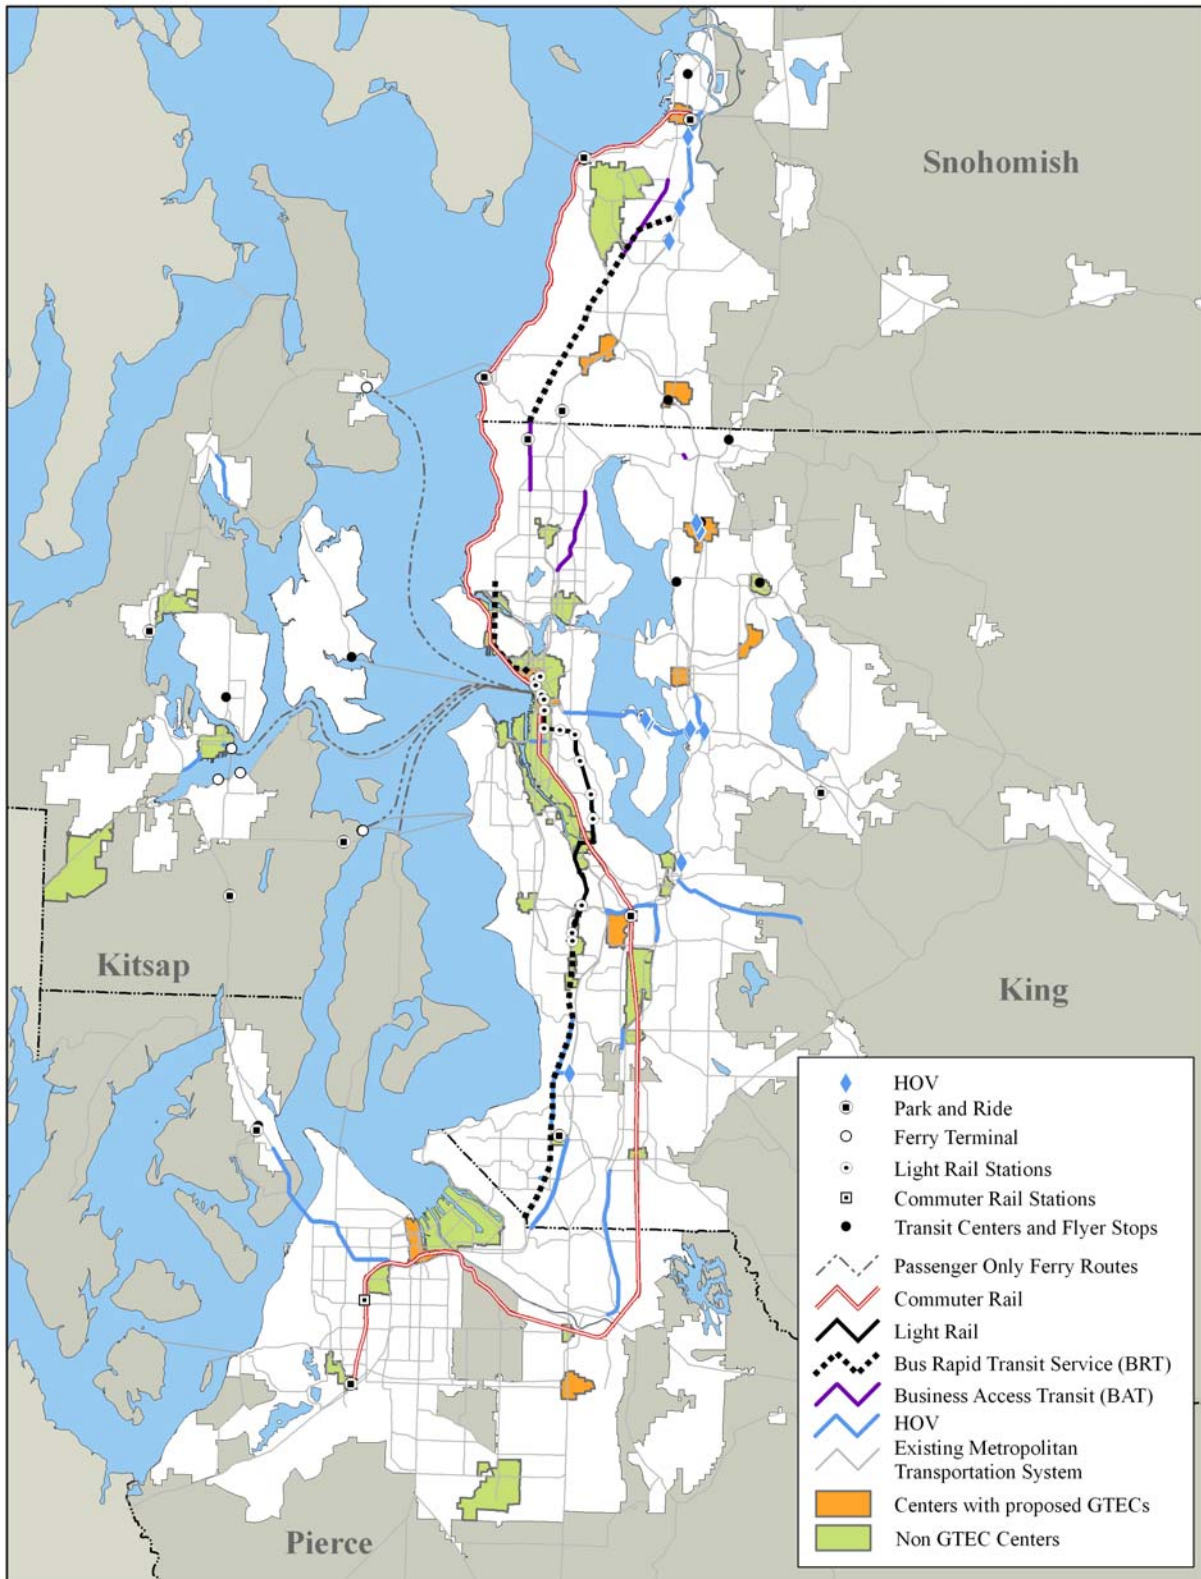 Snohomish
Kitsap
King
Pierce
HOV
Park and Ride
Ferry Terminal
Light Rail Stations
Commuter Rail Stations
Transit Centers and Flyer Stops
Passenger Only Ferry Routes
Commuter Rail
Light Rail
Bus Rapid Transit Service (BRT)
Business Access Transit (BAT)
HOV
Existing Metropolitan
Transportation System
Centers with proposed GTECs
Non GTEC Centers